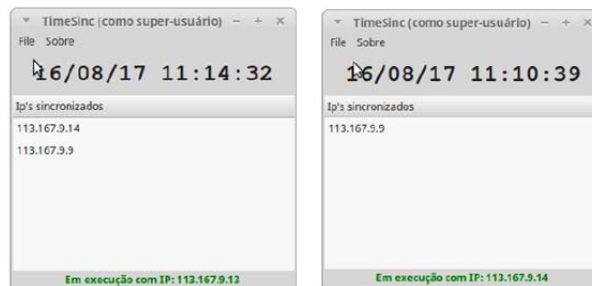 TimeSinc (como super-usuário)
File Sobre
16/08/17 11:14:32
Ip's sincronizados
113.167.9.14
113.167.9.9
Em execução com IP: 113.167.9.13
TimeSinc (como super-usuário)
File Sobre
16/08/17 11:10:39
Ip's sincronizados
113.167.9.9
Em execução com IP: 113.167.9.14